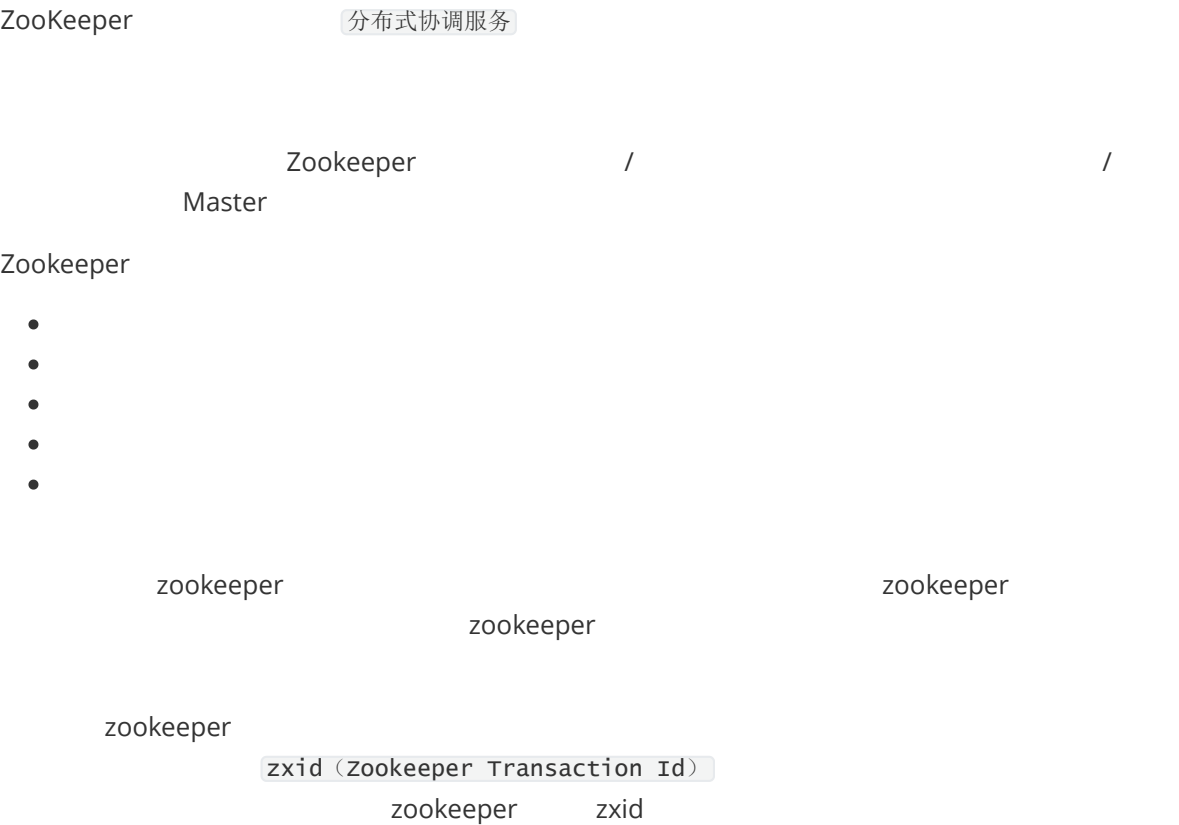 ZooKeeper 分布式协调服务
Zookeeper / /
Master
Zookeeper
•
•
•
•
•
zookeeper zookeeper
zookeeper
zookeeper
zxid（Zookeeper Transaction Id）
zookeeper zxid